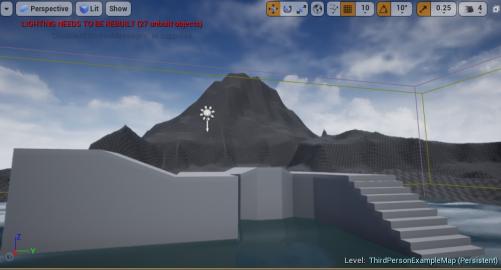 Perspective Lit Show 10 10° 0.25 4
LIGHTING NEEDS TO BE REBUILT (27 unbuilt objects)
Z
Y
Level: ThirdPersonExampleMap (Persistent)